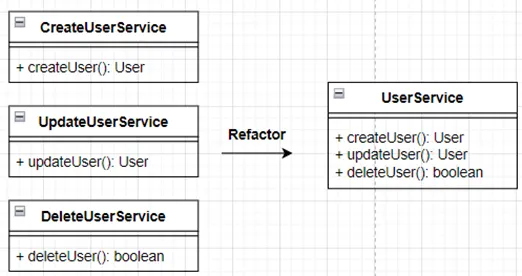 CreateUserService
+ createUser(): User
UpdateUserService
+ updateUser(): User
DeleteUserService
+ deleteUser(): boolean
Refactor
UserService
+ createUser(): User
+ updateUser(): User
+ deleteUser(): boolean